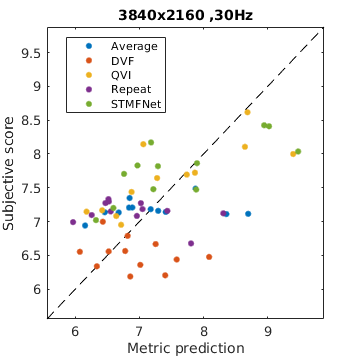 3840x2160 ,30Hz
Average
DVF
QVI
Repeat
STMFNet
Subjective score
9.5
9
8.5
8
7.5
7
6.5
6
6 7 8 9
Metric prediction